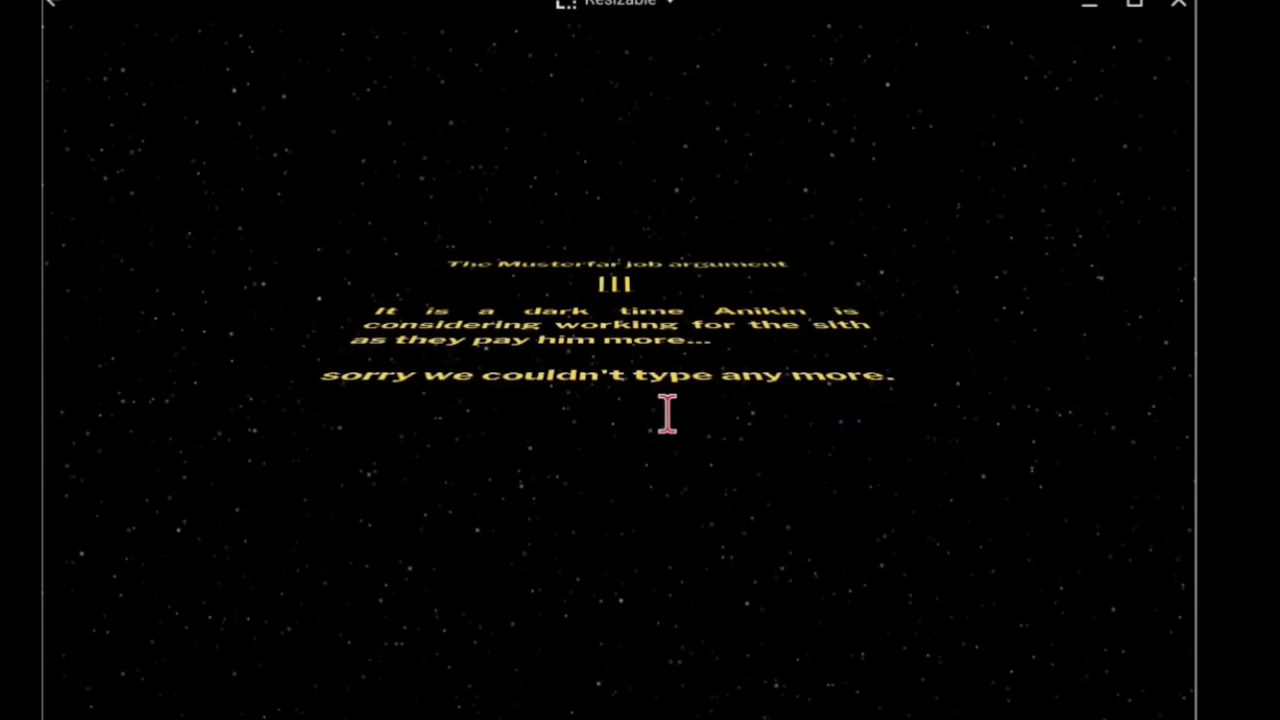 Resizable
The Musterfar job argument
III
It is a dark time Anikin is
considering working for the sith
as they pay him more...
sorry we couldn't type any more.